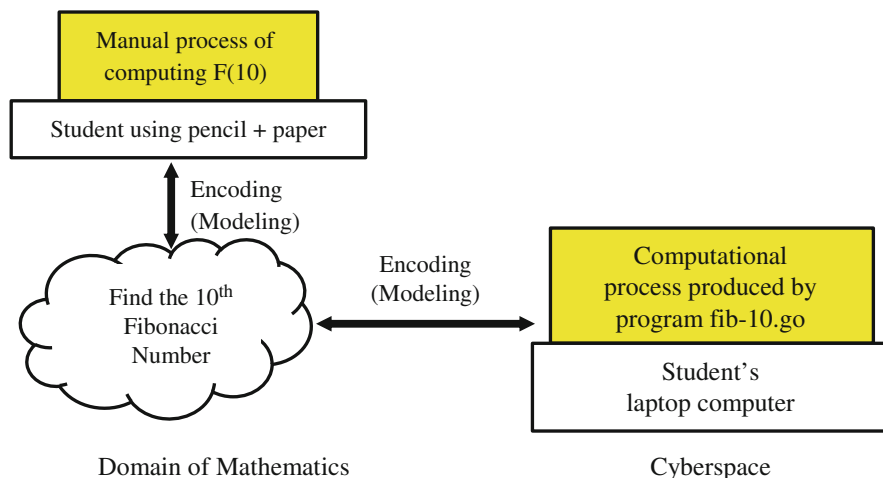 Manual process of
computing F(10)
Student using pencil + paper
Encoding
(Modeling)
Find the 10th
Fibonacci
Number
Encoding
(Modeling)
Computational
process produced by
program fib-10.go
Student's
laptop computer
Domain of Mathematics
Cyberspace